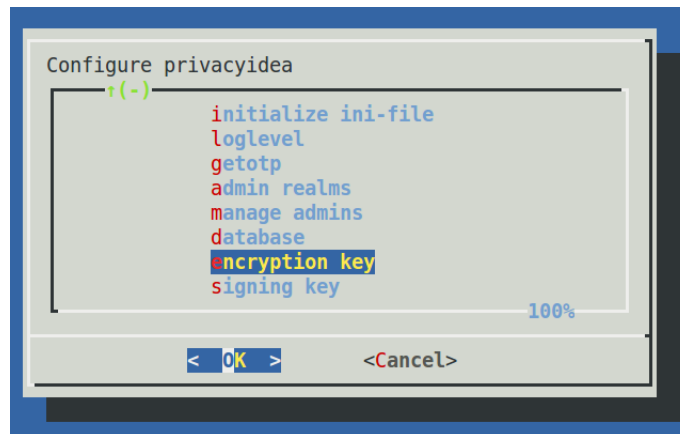 Configure privacyidea
↑(-)
initialize ini-file
loglevel
getotp
admin realms
manage admins
database
encryption key
signing key
100%
< OK > <Cancel>